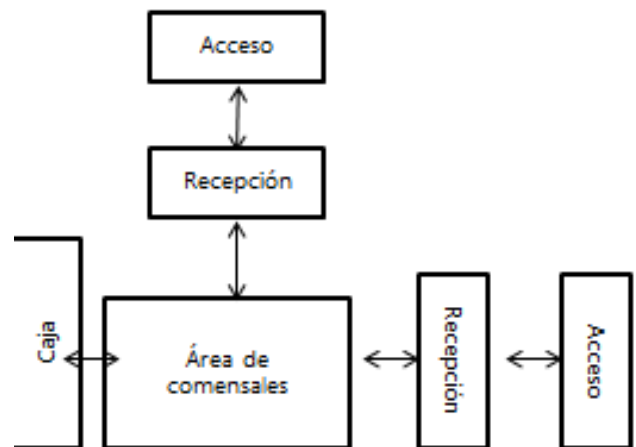 Acceso
Recepción
Caja
Área de
comensales
Recepción
Acceso